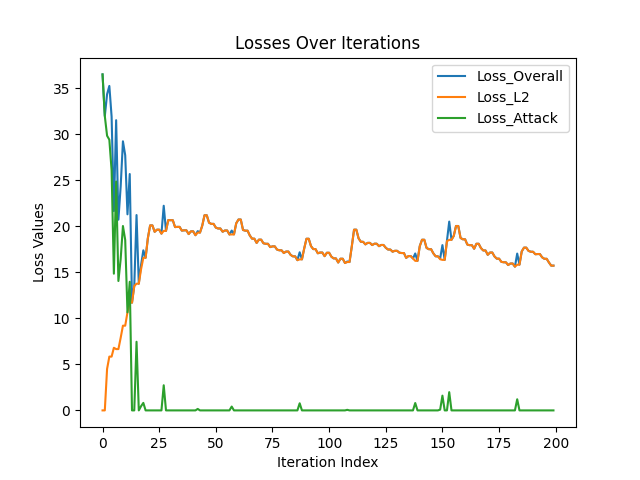 Losses Over Iterations
Loss Values
35
30
25
20
15
10
5
0
Loss_Overall
Loss_L2
Loss_Attack
0 25 50 75 100 125 150 175 200
Iteration Index